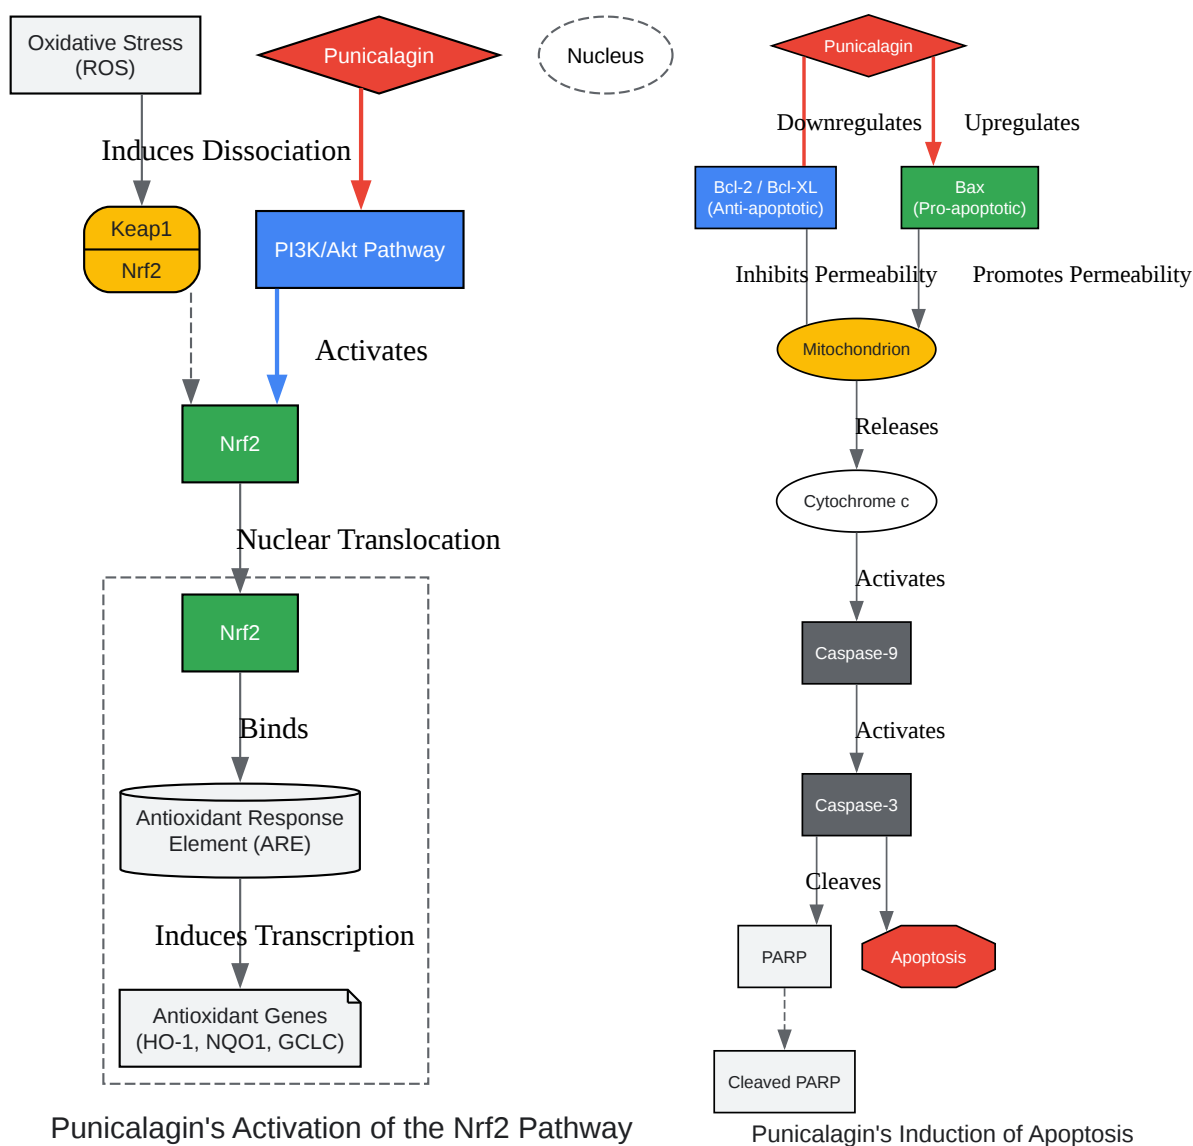 Oxidative Stress
(ROS)
Punicalagin
Nucleus
Induces Dissociation
Keap1
Nrf2
PI3K/Akt Pathway
Activates
Nrf2
Nuclear Translocation
Nrf2
Binds
Antioxidant Response
Element (ARE)
Induces Transcription
Antioxidant Genes
(HO-1, NQO1, GCLC)
Punicalagin's Activation of the Nrf2 Pathway
Punicalagin
Downregulates
Upregulates
Bcl-2 / Bcl-XL
(Anti-apoptotic)
Bax
(Pro-apoptotic)
Inhibits Permeability
Promotes Permeability
Mitochondrion
Releases
Cytochrome c
Activates
Caspase-9
Activates
Caspase-3
Cleaves
PARP
Apoptosis
Cleaved PARP
Punicalagin's Induction of Apoptosis